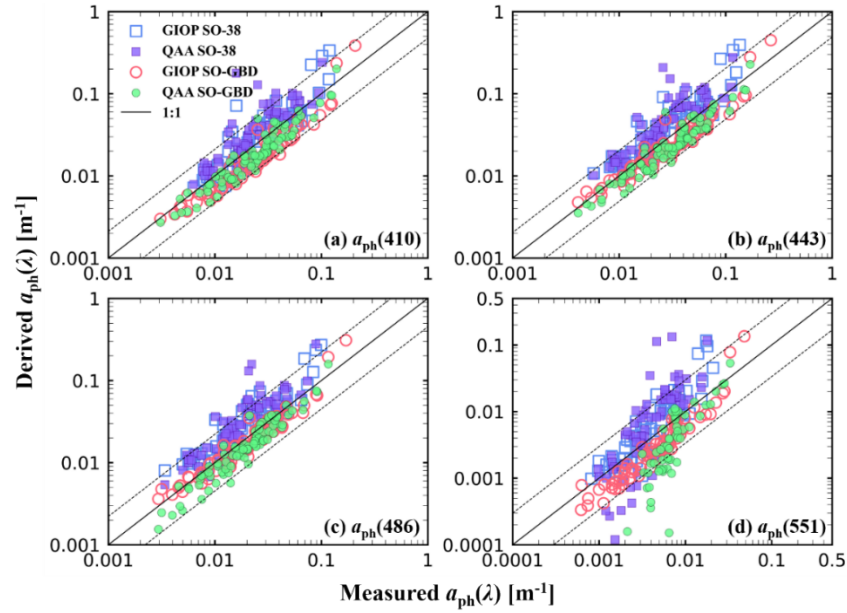 GIOP SO-38
QAA SO-38
GIOP SO-GBD
QAA SO-GBD
1:1
1
0.1
0.01
0.001
(a) aph(410)
0.001 0.01 0.1 1
1
0.1
0.01
0.001
(b) aph(443)
0.001 0.01 0.1 1
Derived aph(λ) [m-1]
1
0.1
0.01
0.001
(c) aph(486)
0.001 0.01 0.1 1
0.5
0.1
0.01
0.001
0.0001
(d) aph(551)
0.0001 0.001 0.01 0.1 0.5
Measured aph(λ) [m-1]